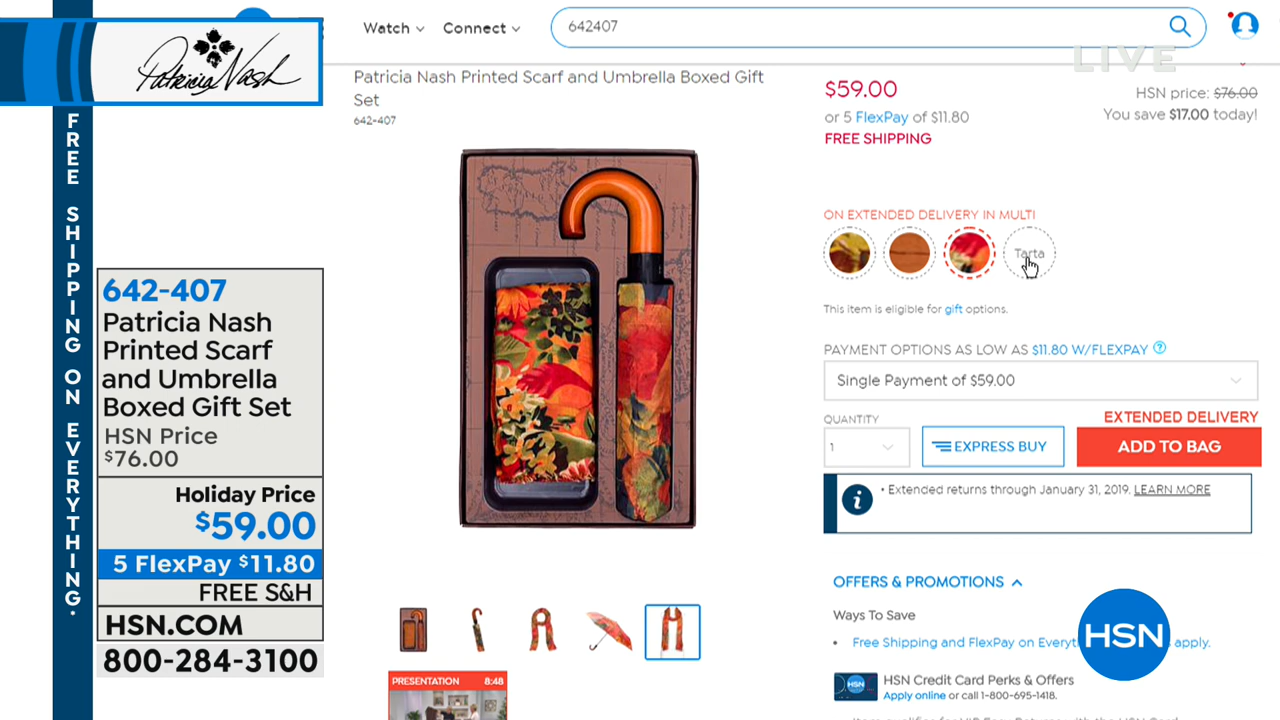 Patricia Nash
FREE SHIPPING ON EVERYTHING.
642-407
Patricia Nash
Printed Scarf
and Umbrella
Boxed Gift Set
HSN Price
$76.00
Holiday Price
$59.00
5 FlexPay $11.80
FREE S&H
HSN.COM
800-284-3100
Watch
Connect
642407
LIVE
Patricia Nash Printed Scarf and Umbrella Boxed Gift
Set
642-407
$59.00
HSN price: $76.00
or 5 FlexPay of $11.80
You save $17.00 today!
FREE SHIPPING
ON EXTENDED DELIVERY IN MULTI
Tarta
This item is eligible for gift options.
PAYMENT OPTIONS AS LOW AS $11.80 W/FLEXPAY ?
Single Payment of $59.00
QUANTITY
EXTENDED DELIVERY
1
EXPRESS BUY
ADD TO BAG
i
• Extended returns through January 31, 2019. LEARN MORE
OFFERS & PROMOTIONS
Ways To Save
• Free Shipping and FlexPay on Everyt apply.
HSN
HSN
HSN Credit Card Perks & Offers
Apply online or call 1-800-695-1418.
PRESENTATION 8:48